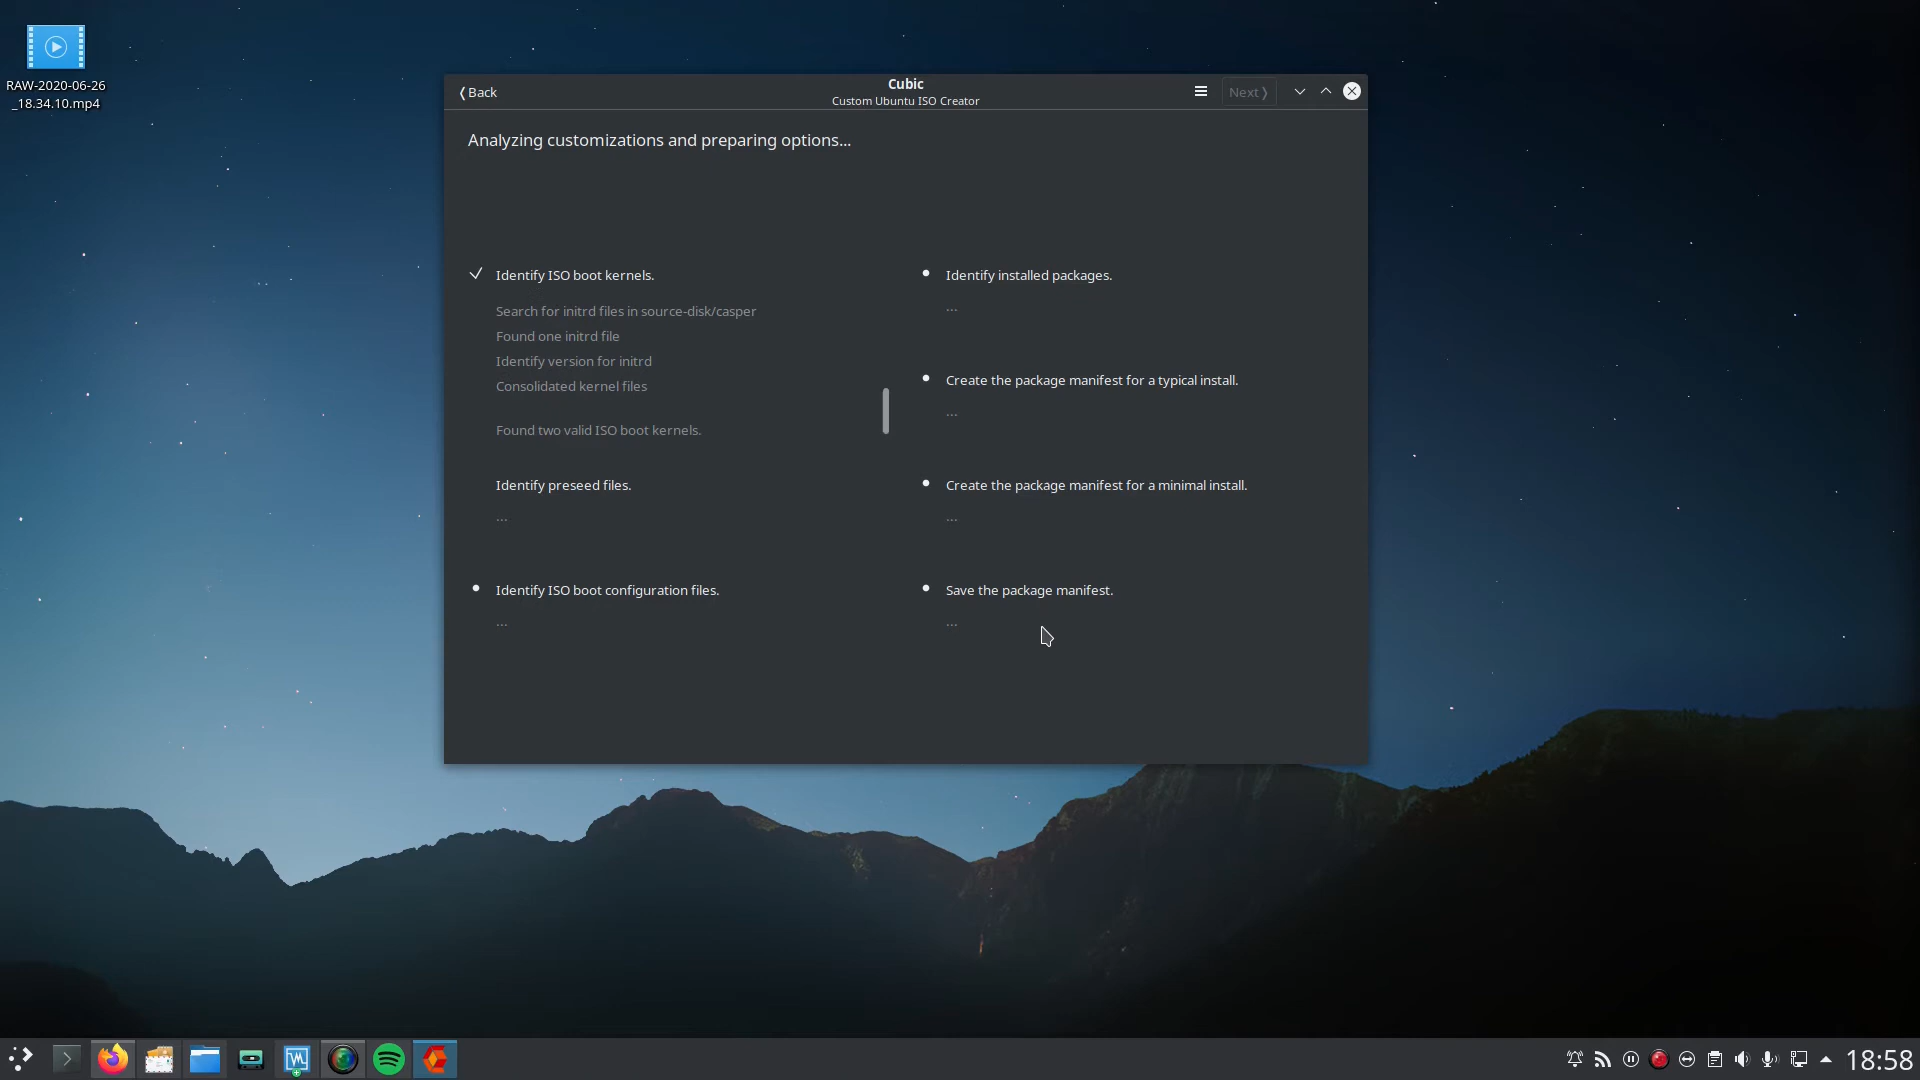 RAW-2020-06-26
_18.34.10.mp4
Back
Cubic
Custom Ubuntu ISO Creator
Next
Analyzing customizations and preparing options...
Identify ISO boot kernels.
Search for initrd files in source-disk/casper
Found one initrd file
Identify version for initrd
Consolidated kernel files
Found two valid ISO boot kernels.
Identify preseed files.
...
Identify ISO boot configuration files.
...
Identify installed packages.
...
Create the package manifest for a typical install.
...
Create the package manifest for a minimal install.
...
Save the package manifest.
...
18:58